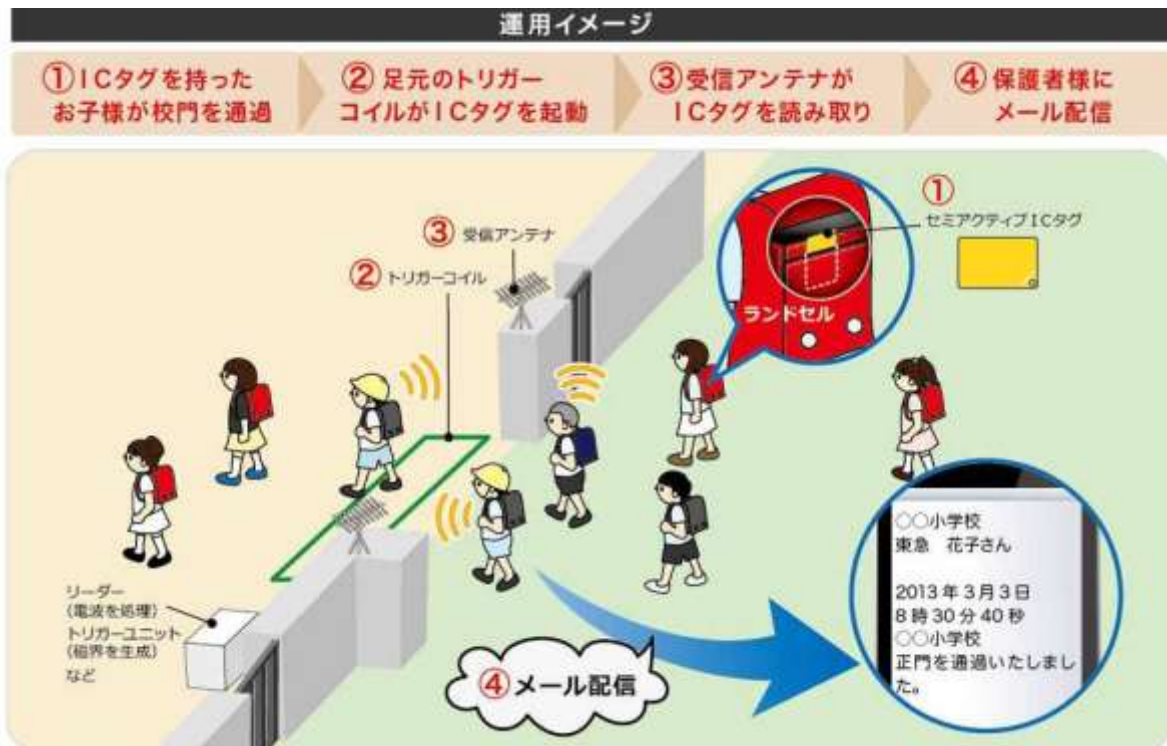 運用イメージ
①ICタグを持った
お子様が校門を通過
②足元のトリガー
コイルがICタグを起動
③受信アンテナが
ICタグを読み取り
④保護者様に
メール配信
①
セミアクティブICタグ
③受信アンテナ
②トリガーコイル
ランドセル
リーダー
(電波を処理)
トリガーユニット
(磁界を生成)
など
④メール配信
○○小学校
東急 花子さん
2013年3月3日
8時30分40秒
○○小学校
正門を通過いたしまし
た。